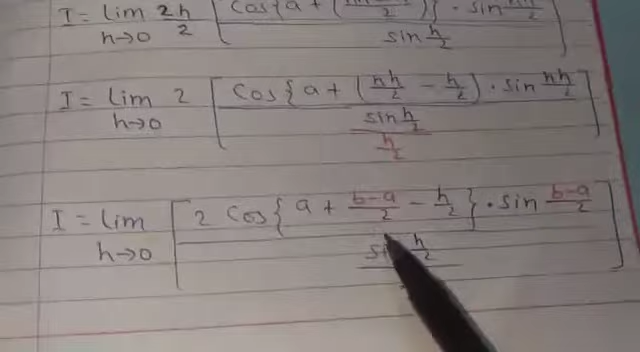 I = lim 2h/2 [ cos{a + ( /2)} · sin
h→0 sin h/2 ]
I = lim 2 [ cos{a + (nh/2 - h/2) · sin nh/2
h→0 sin h/2
h/2 ]
I = lim [ 2 cos{a + b-a/2 - h/2} · sin b-a/2
h→0 h/2 ]